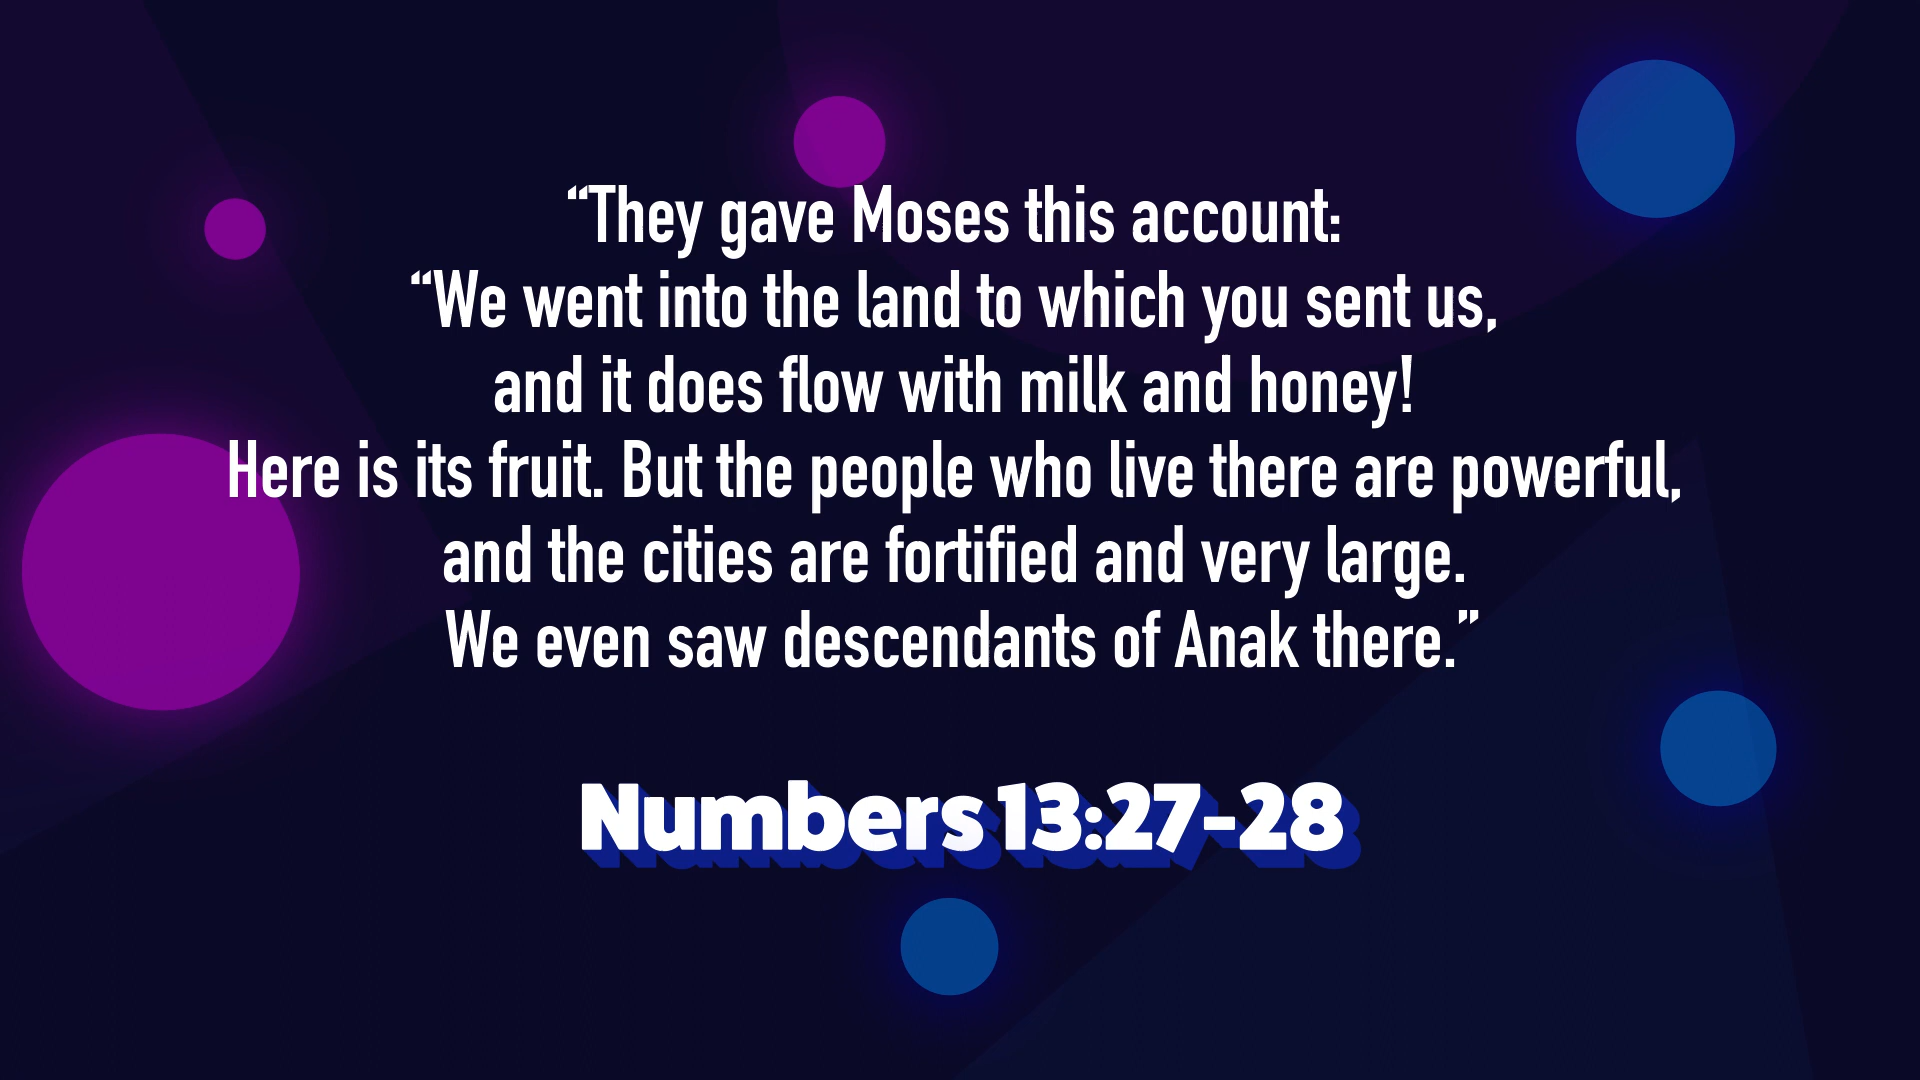 “They gave Moses this account:
“We went into the land to which you sent us,
and it does flow with milk and honey!
Here is its fruit. But the people who live there are powerful,
and the cities are fortified and very large.
We even saw descendants of Anak there.”
Numbers 13:27-28